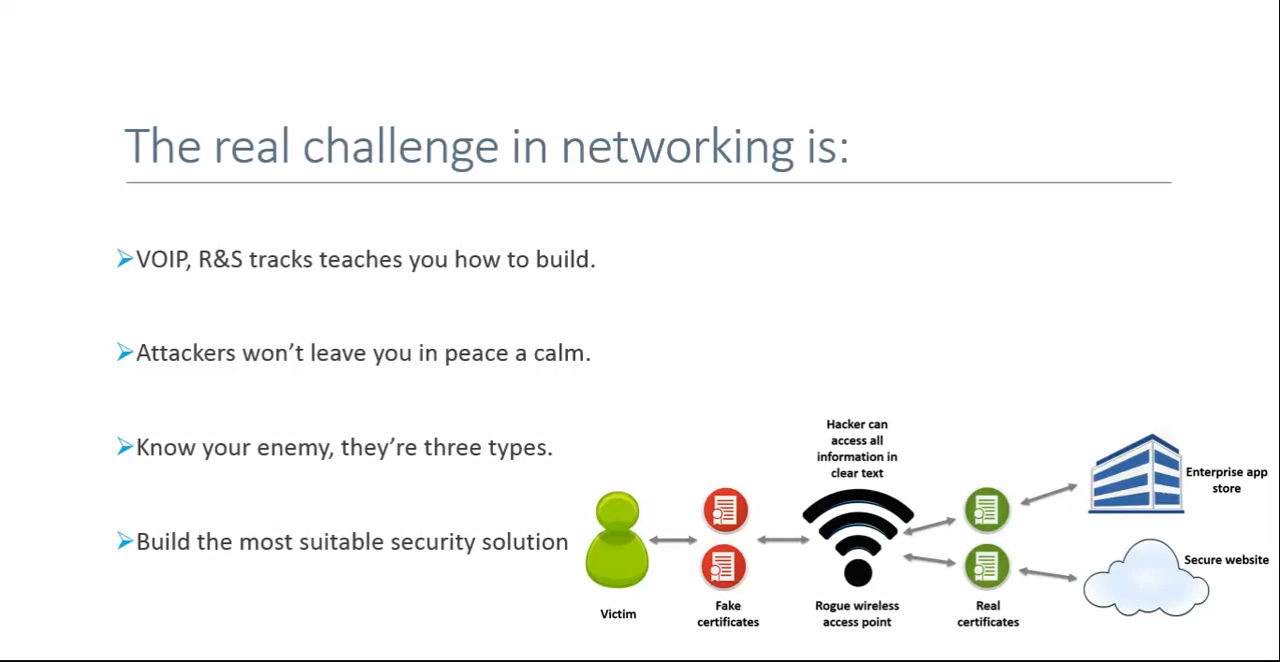 The real challenge in networking is:
VOIP, R&S tracks teaches you how to build.
Attackers won’t leave you in peace a calm.
Know your enemy, they’re three types.
Build the most suitable security solution
Hacker can
access all
information in
clear text
Enterprise app
store
Secure website
Victim
Fake
certificates
Rogue wireless
access point
Real
certificates